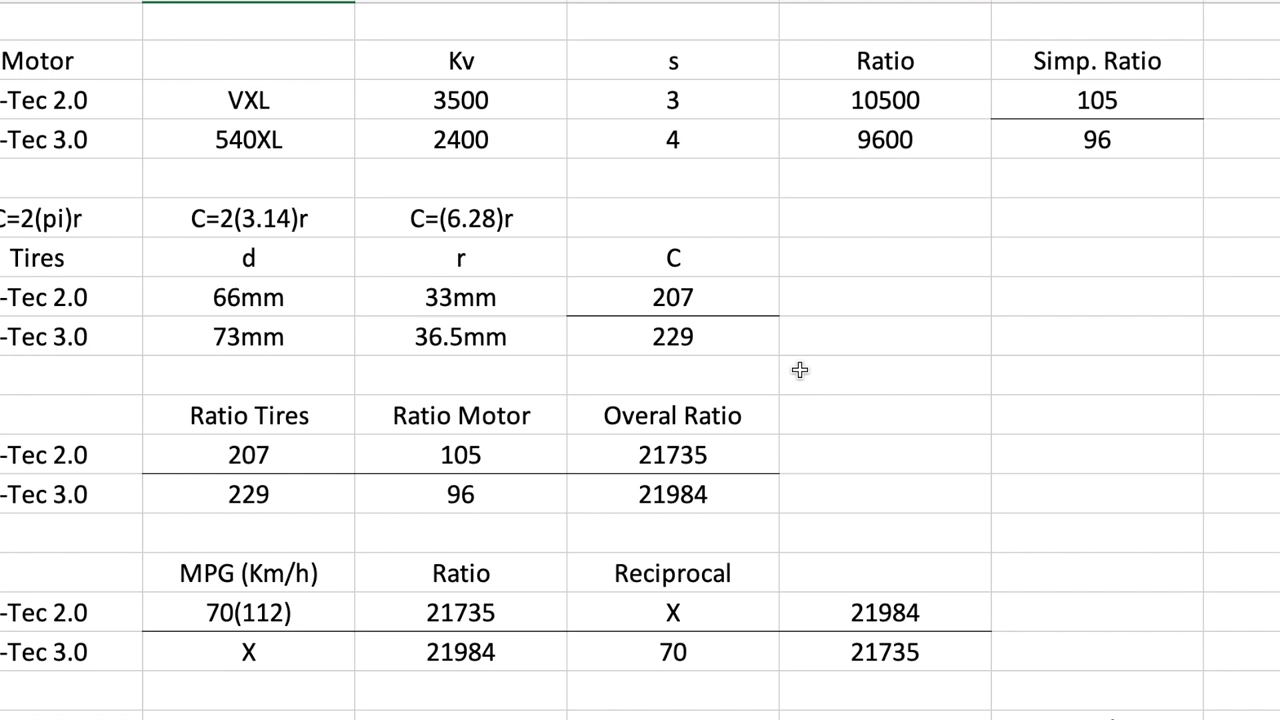 Motor Kv s Ratio Simp. Ratio
-Tec 2.0 VXL 3500 3 10500 105
-Tec 3.0 540XL 2400 4 9600 96
C=2(pi)r C=2(3.14)r C=(6.28)r
Tires d r C
-Tec 2.0 66mm 33mm 207
-Tec 3.0 73mm 36.5mm 229
Ratio Tires Ratio Motor Overal Ratio
-Tec 2.0 207 105 21735
-Tec 3.0 229 96 21984
MPG (Km/h) Ratio Reciprocal
-Tec 2.0 70(112) 21735 X 21984
-Tec 3.0 X 21984 70 21735